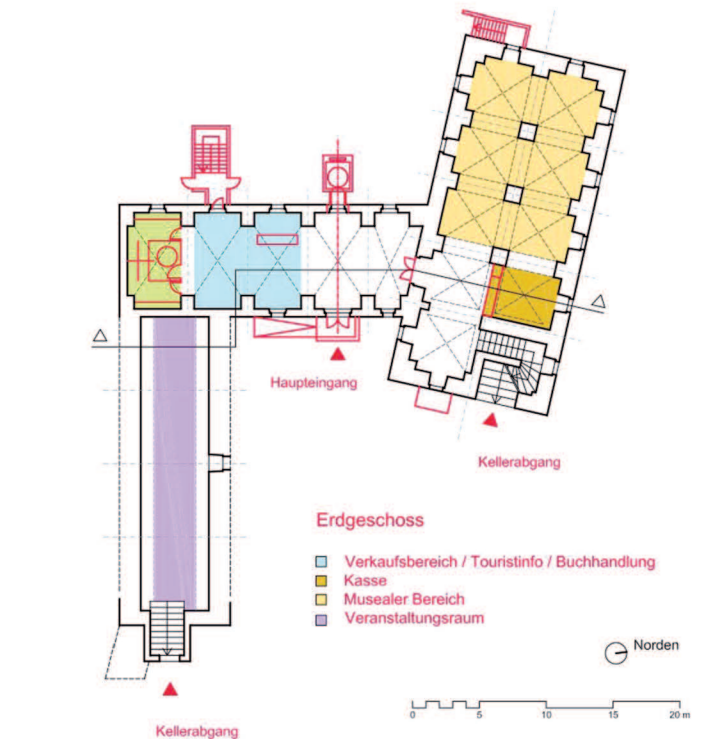 Haupteingang
Kellerabgang
Erdgeschoss
Verkaufsbereich / Touristinfo / Buchhandlung
Kasse
Musealer Bereich
Veranstaltungsraum
Norden
0 5 10 15 20 m
Kellerabgang